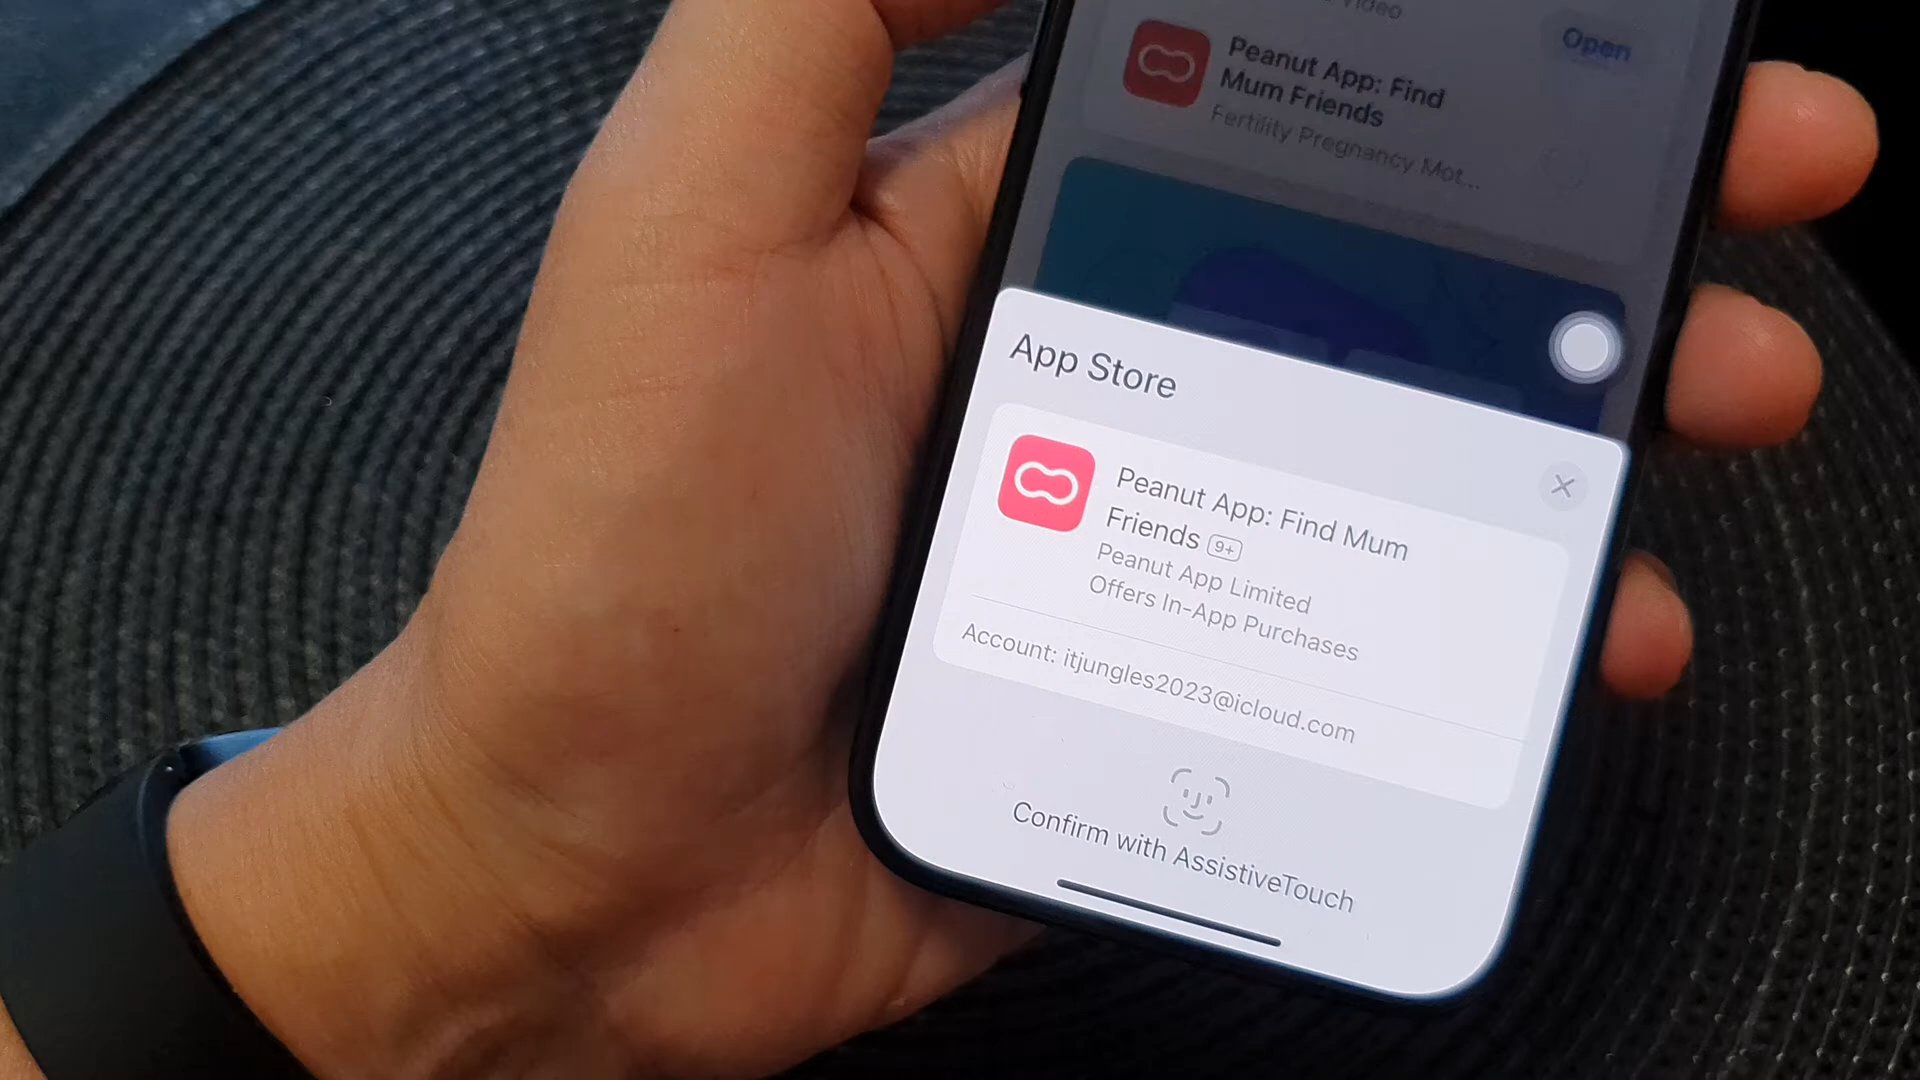 Video
Open
Peanut App: Find
Mum Friends
Fertility Pregnancy Mot...
App Store
Peanut App: Find Mum
Friends 9+
Peanut App Limited
Offers In-App Purchases
Account: itjungles2023@icloud.com
Confirm with AssistiveTouch